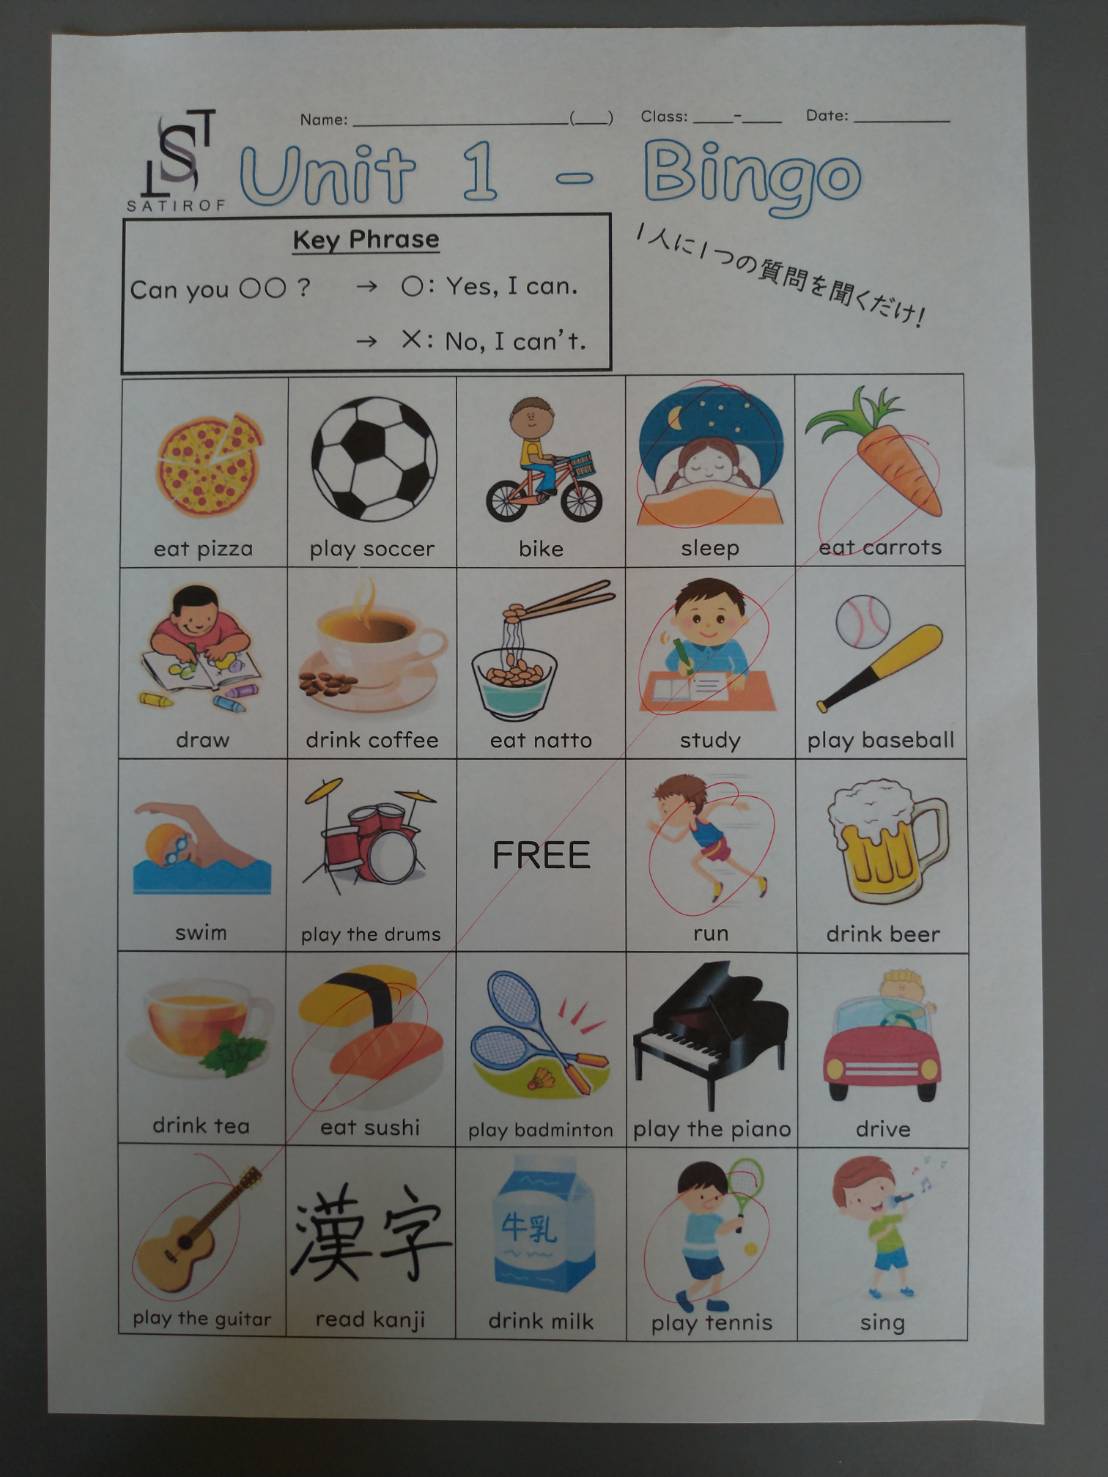 Name: ____________________(___) Class: ____-____ Date: __________
LST
SATIROF
Unit 1 - Bingo
Key Phrase
Can you ○○ ? → ○: Yes, I can.
→ ×: No, I can't.
1人に1つの質問を聞くだけ!
eat pizza play soccer bike sleep eat carrots
draw drink coffee eat natto study play baseball
FREE
swim play the drums run drink beer
drink tea eat sushi play badminton play the piano drive
漢字
牛乳
play the guitar read kanji drink milk play tennis sing